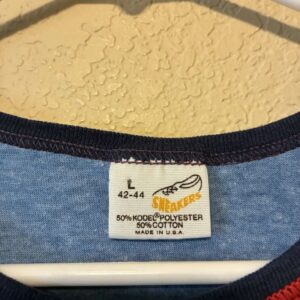 L
42-44
SNEAKERS
50% KODEL® POLYESTER
50% COTTON
MADE IN U.S.A.